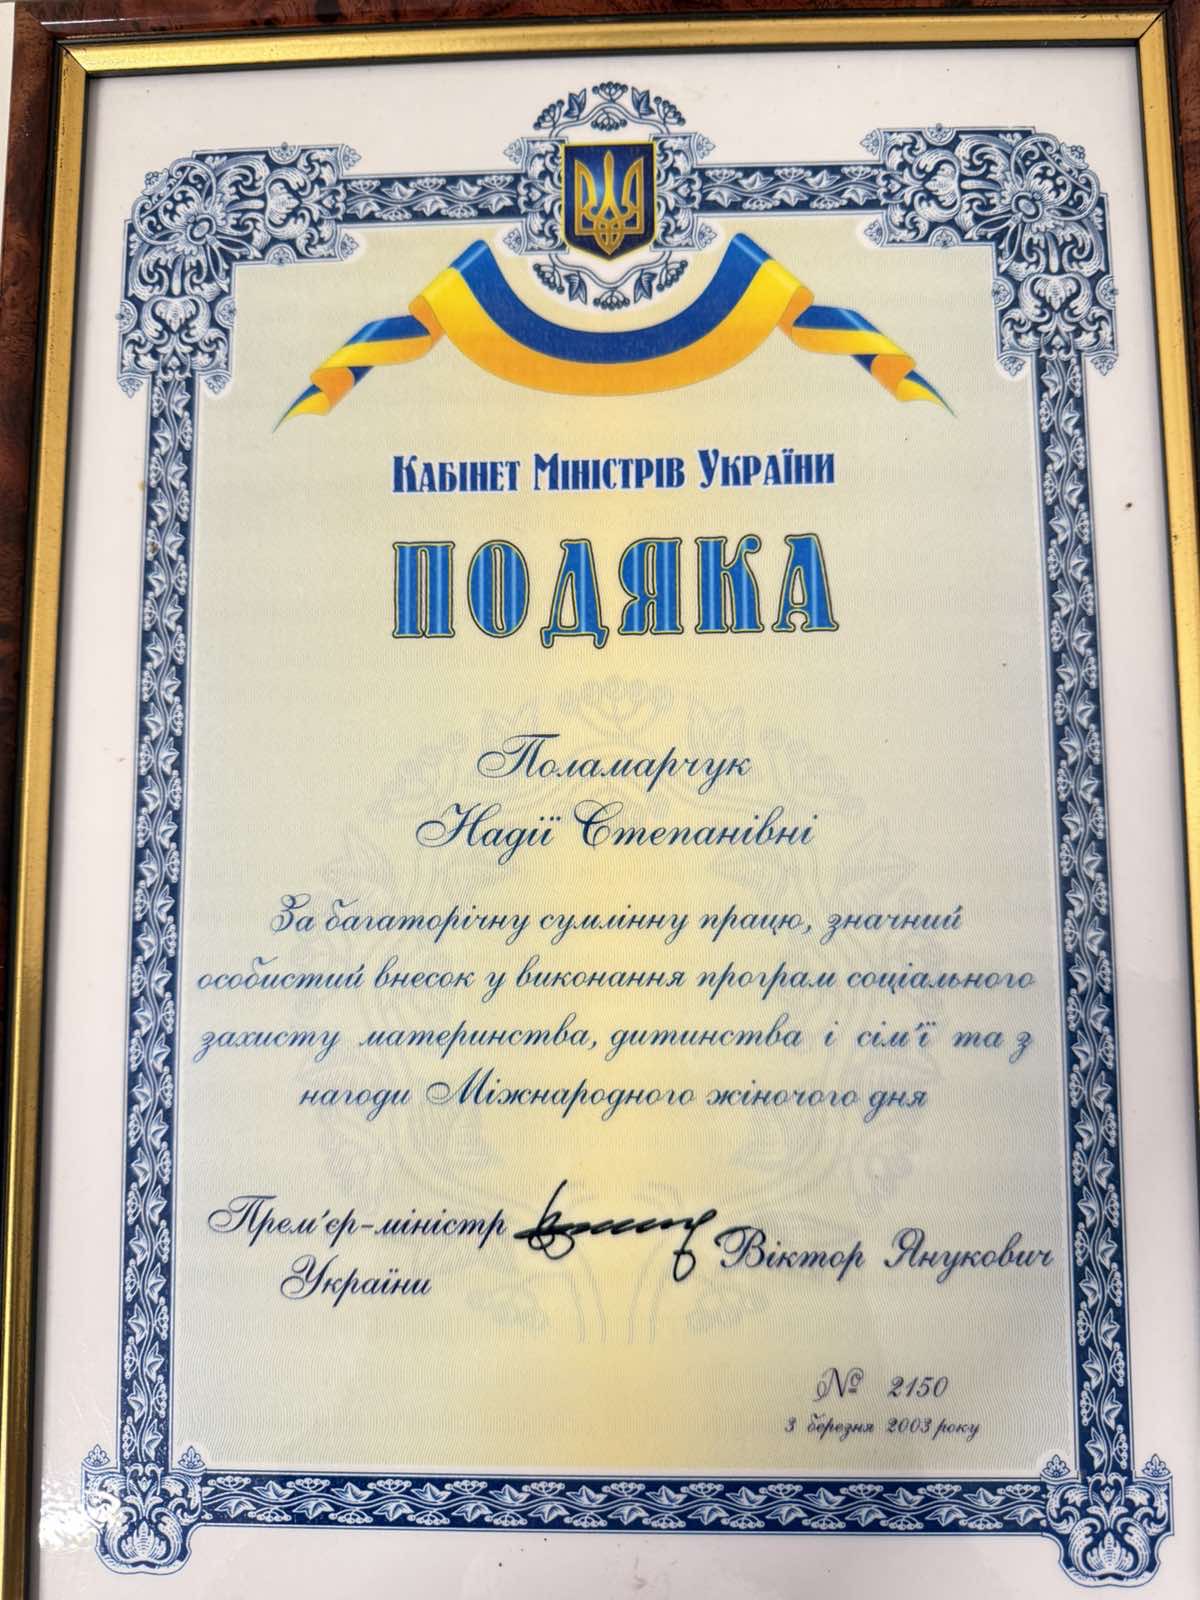 КАБІНЕТ МІНІСТРІВ УКРАЇНИ
ПОДЯКА
Поламарчук
Надії Степанівні
За багаторічну сумлінну працю, значний
особистий внесок у виконання програм соціального
захисту материнства, дитинства і сім'ї та з
нагоди Міжнародного жіночого дня
Прем'єр-міністр
України
Віктор Янукович
№ 2150
3 березня 2003 року